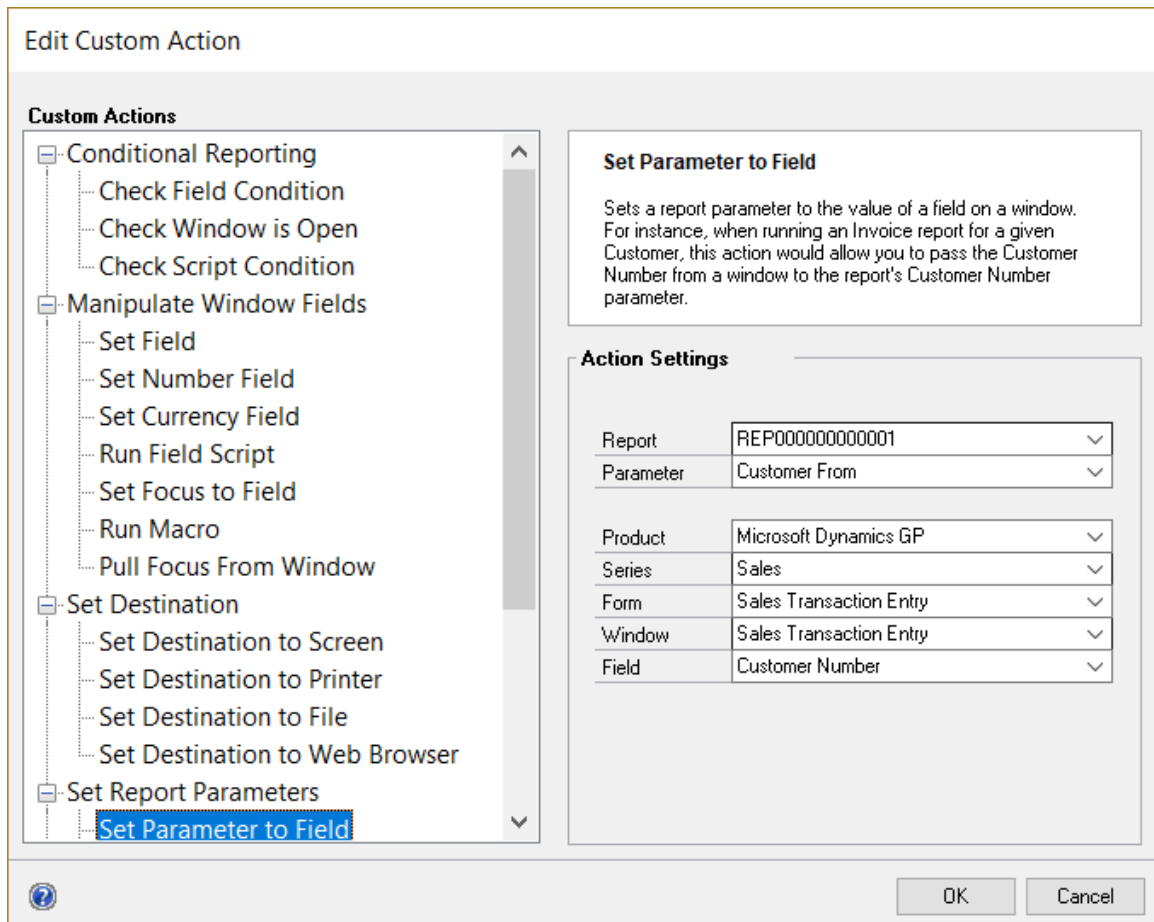 Edit Custom Action
Custom Actions
Conditional Reporting
Check Field Condition
Check Window is Open
Check Script Condition
Manipulate Window Fields
Set Field
Set Number Field
Set Currency Field
Run Field Script
Set Focus to Field
Run Macro
Pull Focus From Window
Set Destination
Set Destination to Screen
Set Destination to Printer
Set Destination to File
Set Destination to Web Browser
Set Report Parameters
Set Parameter to Field
Set Parameter to Field
Sets a report parameter to the value of a field on a window.
For instance, when running an Invoice report for a given
Customer, this action would allow you to pass the Customer
Number from a window to the report's Customer Number
parameter.
Action Settings
Report REP000000000001
Parameter Customer From
Product Microsoft Dynamics GP
Series Sales
Form Sales Transaction Entry
Window Sales Transaction Entry
Field Customer Number
?
OK Cancel